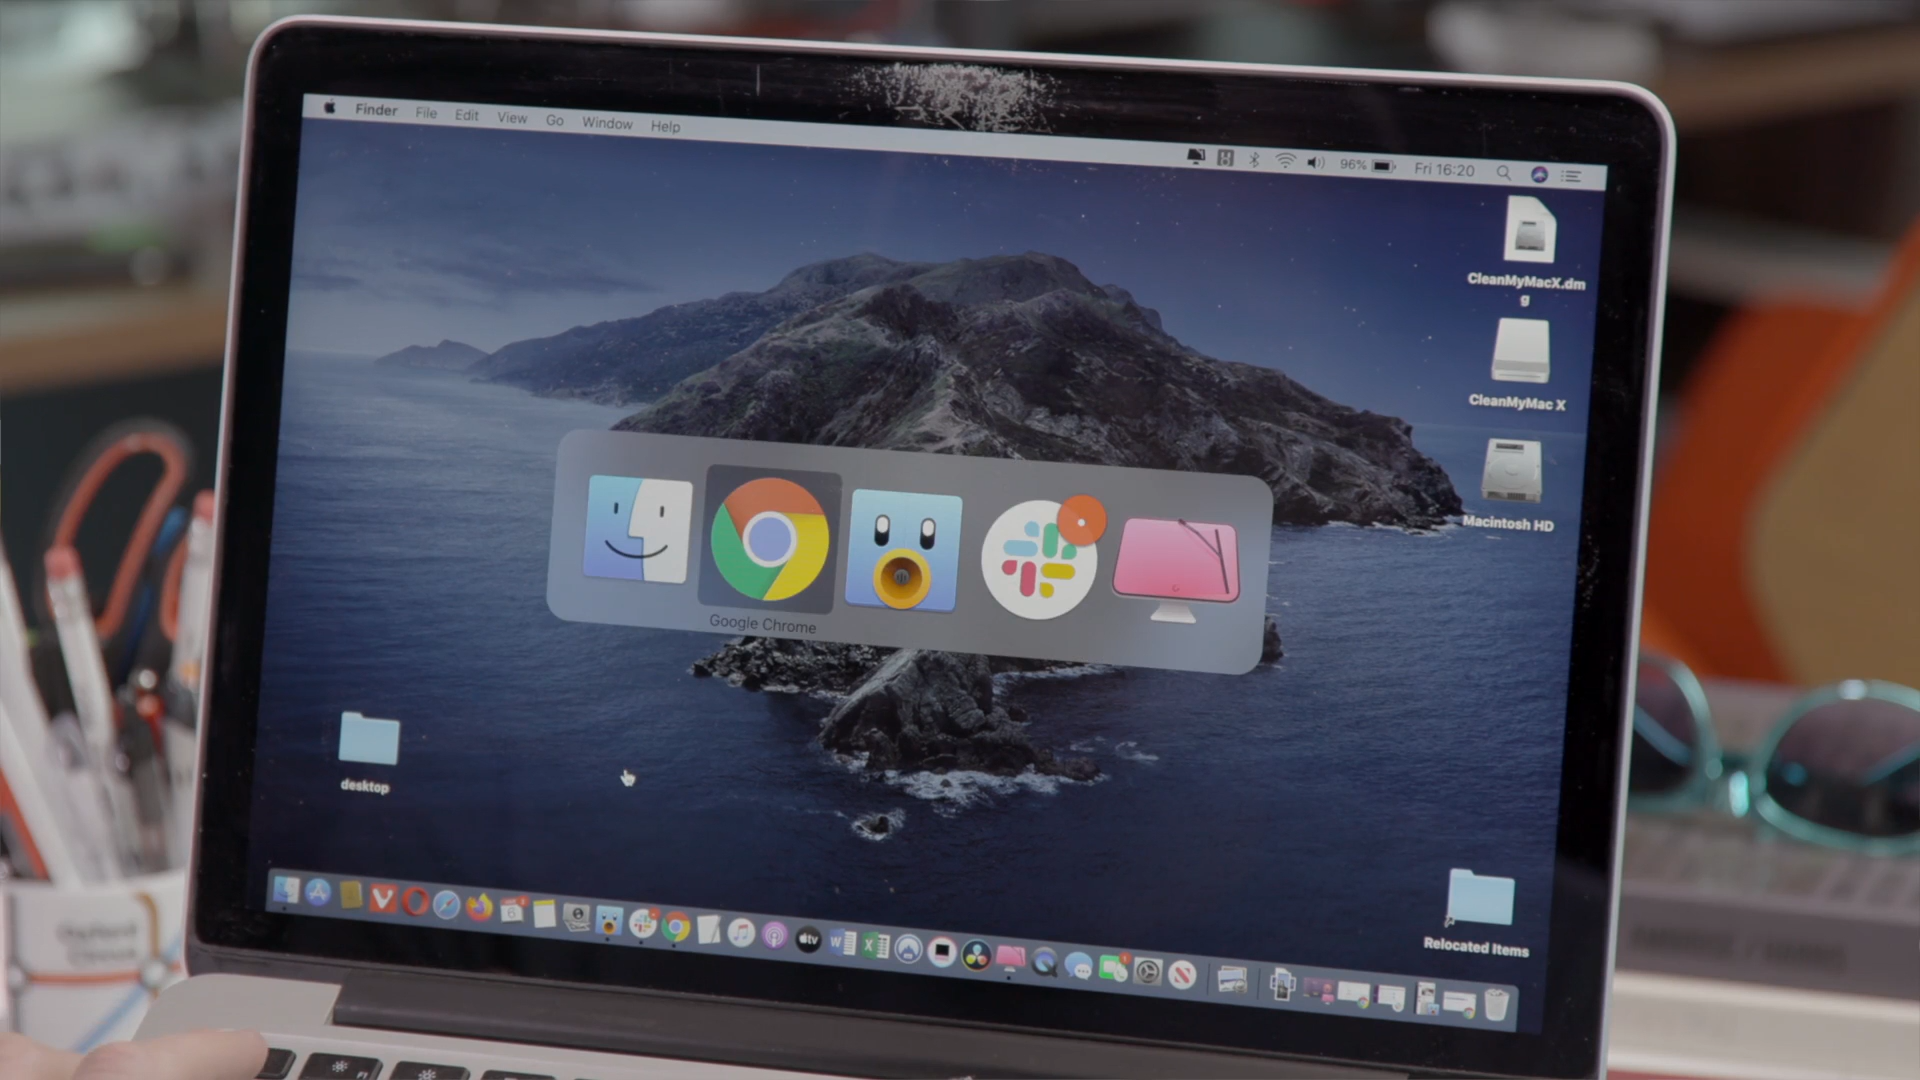 Finder File Edit View Go Window Help
96% Fri 16:20
CleanMyMacX.dm
g
CleanMyMac X
Macintosh HD
Google Chrome
desktop
Relocated Items
tv